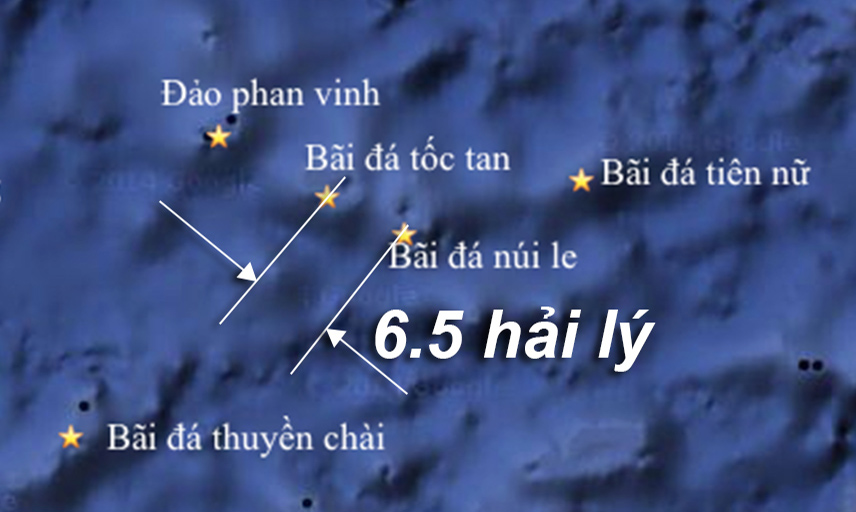 Đảo phan vinh
Bãi đá tốc tan
Bãi đá tiên nữ
Bãi đá núi le
6.5 hải lý
Bãi đá thuyền chài